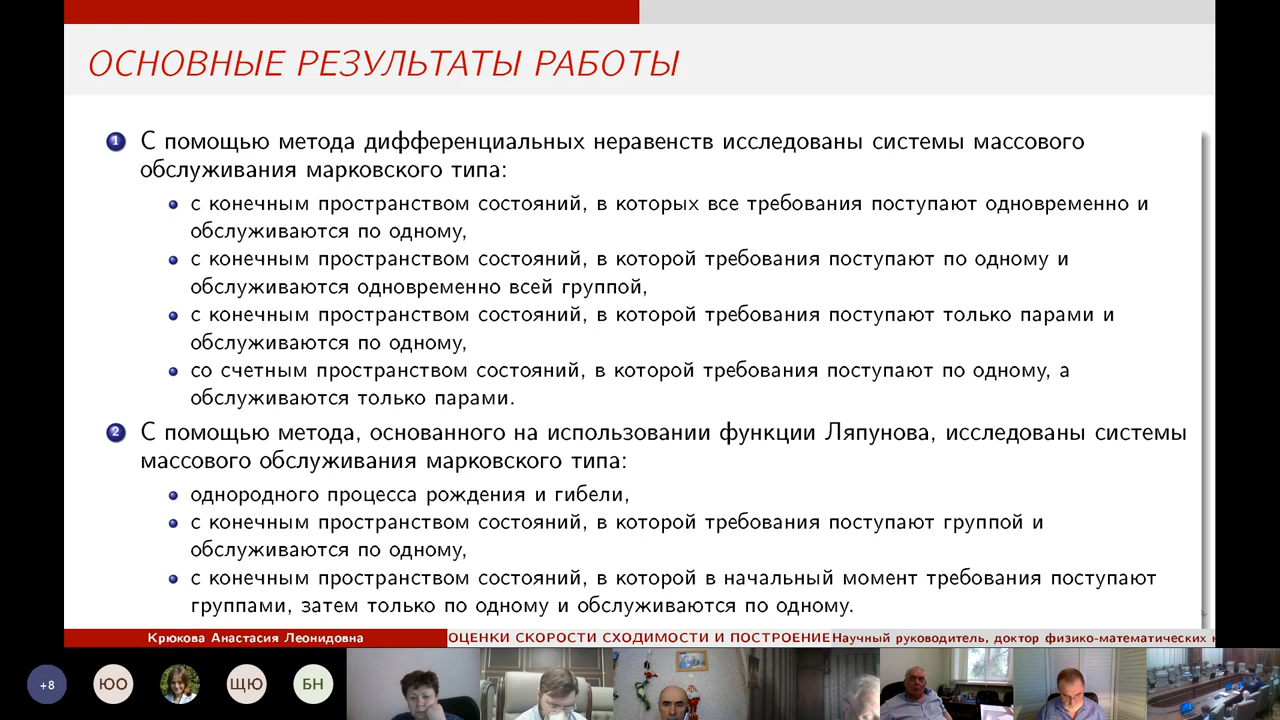 ОСНОВНЫЕ РЕЗУЛЬТАТЫ РАБОТЫ
1 С помощью метода дифференциальных неравенств исследованы системы массового
обслуживания марковского типа:
с конечным пространством состояний, в которых все требования поступают одновременно и
обслуживаются по одному,
с конечным пространством состояний, в которой требования поступают по одному и
обслуживаются одновременно всей группой,
с конечным пространством состояний, в которой требования поступают только парами и
обслуживаются по одному,
со счетным пространством состояний, в которой требования поступают по одному, а
обслуживаются только парами.
2 С помощью метода, основанного на использовании функции Ляпунова, исследованы системы
массового обслуживания марковского типа:
однородного процесса рождения и гибели,
с конечным пространством состояний, в которой требования поступают группой и
обслуживаются по одному,
с конечным пространством состояний, в которой в начальный момент требования поступают
группами, затем только по одному и обслуживаются по одному.
Крюкова Анастасия Леонидовна ОЦЕНКИ СКОРОСТИ СХОДИМОСТИ И ПОСТРОЕНИЕ Научный руководитель, доктор физико-математических
+8 ЮО ЩЮ БН